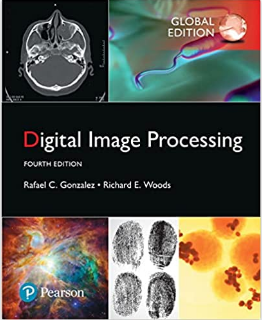 GLOBAL
EDITION
Digital Image Processing
FOURTH EDITION
Rafael C. Gonzalez • Richard E. Woods
Pearson